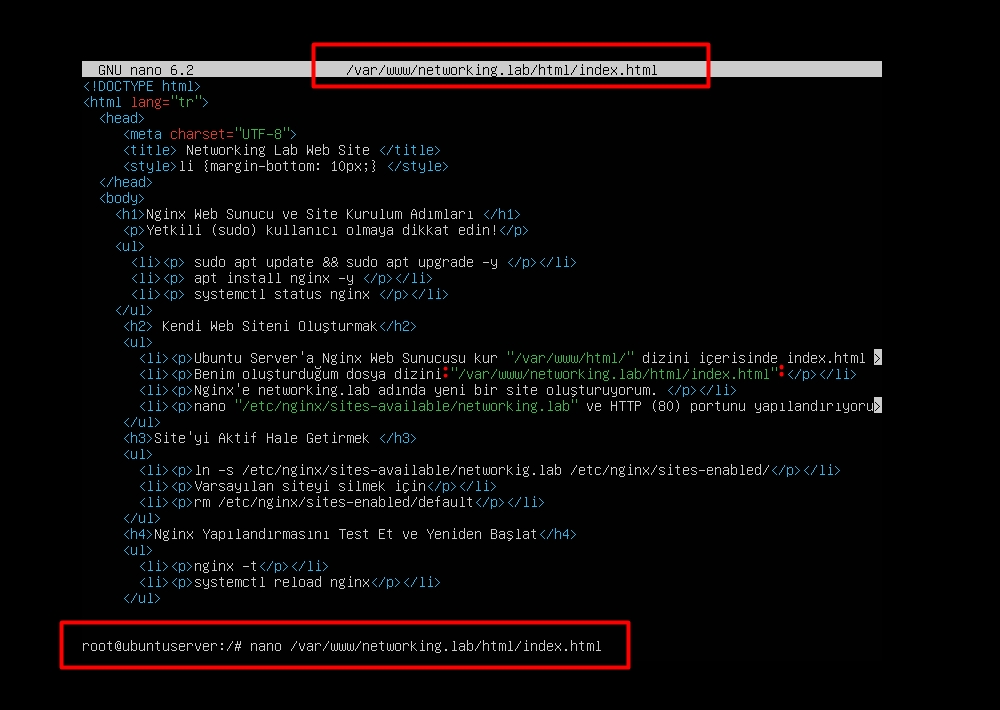 GNU nano 6.2 /var/www/networking.lab/html/index.html
<!DOCTYPE html>
<html lang="tr">
<head>
<meta charset="UTF-8">
<title> Networking Lab Web Site </title>
<style>li {margin-bottom: 10px;} </style>
</head>
<body>
<h1>Nginx Web Sunucu ve Site Kurulum Adımları </h1>
<p>Yetkili (sudo) kullanıcı olmaya dikkat edin!</p>
<ul>
<li><p> sudo apt update && sudo apt upgrade -y </p></li>
<li><p> apt install nginx -y </p></li>
<li><p> systemctl status nginx </p></li>
</ul>
<h2> Kendi Web Siteni Oluşturmak</h2>
<ul>
<li><p>Ubuntu Server'a Nginx Web Sunucusu kur "/var/www/html/" dizini içerisinde index.html >
<li><p>Benim oluşturduğum dosya dizini:"/var/www/networking.lab/html/index.html":</p></li>
<li><p>Nginx'e networking.lab adında yeni bir site oluşturuyorum. </p></li>
<li><p>nano "/etc/nginx/sites-available/networking.lab" ve HTTP (80) portunu yapılandırıyoru>
</ul>
<h3>Site'yi Aktif Hale Getirmek </h3>
<ul>
<li><p>ln -s /etc/nginx/sites-available/networkig.lab /etc/nginx/sites-enabled/</p></li>
<li><p>Varsayılan siteyi silmek için</p></li>
<li><p>rm /etc/nginx/sites-enabled/default</p></li>
</ul>
<h4>Nginx Yapılandırmasını Test Et ve Yeniden Başlat</h4>
<ul>
<li><p>nginx -t</p></li>
<li><p>systemctl reload nginx</p></li>
</ul>
root@ubuntuserver:/# nano /var/www/networking.lab/html/index.html